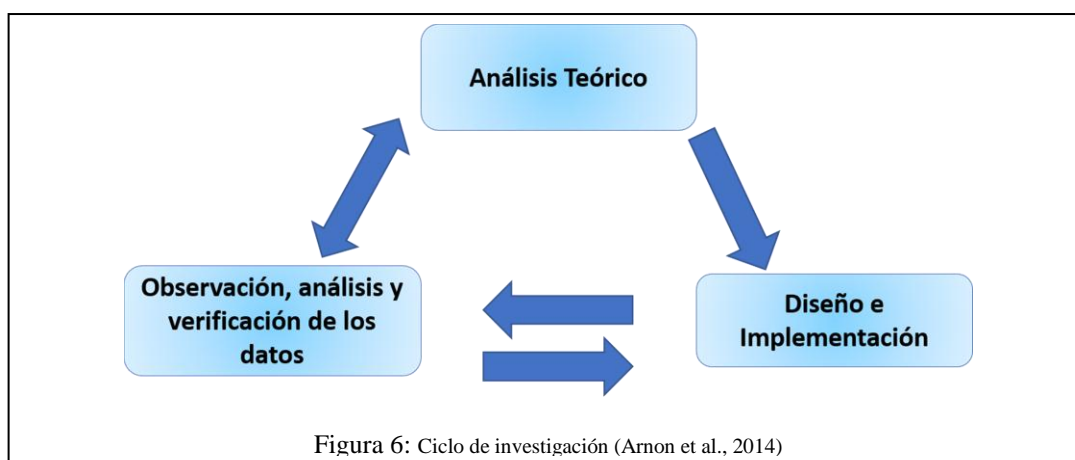 Análisis Teórico
Observación, análisis y
verificación de los
datos
Diseño e
Implementación
Figura 6: Ciclo de investigación (Arnon et al., 2014)